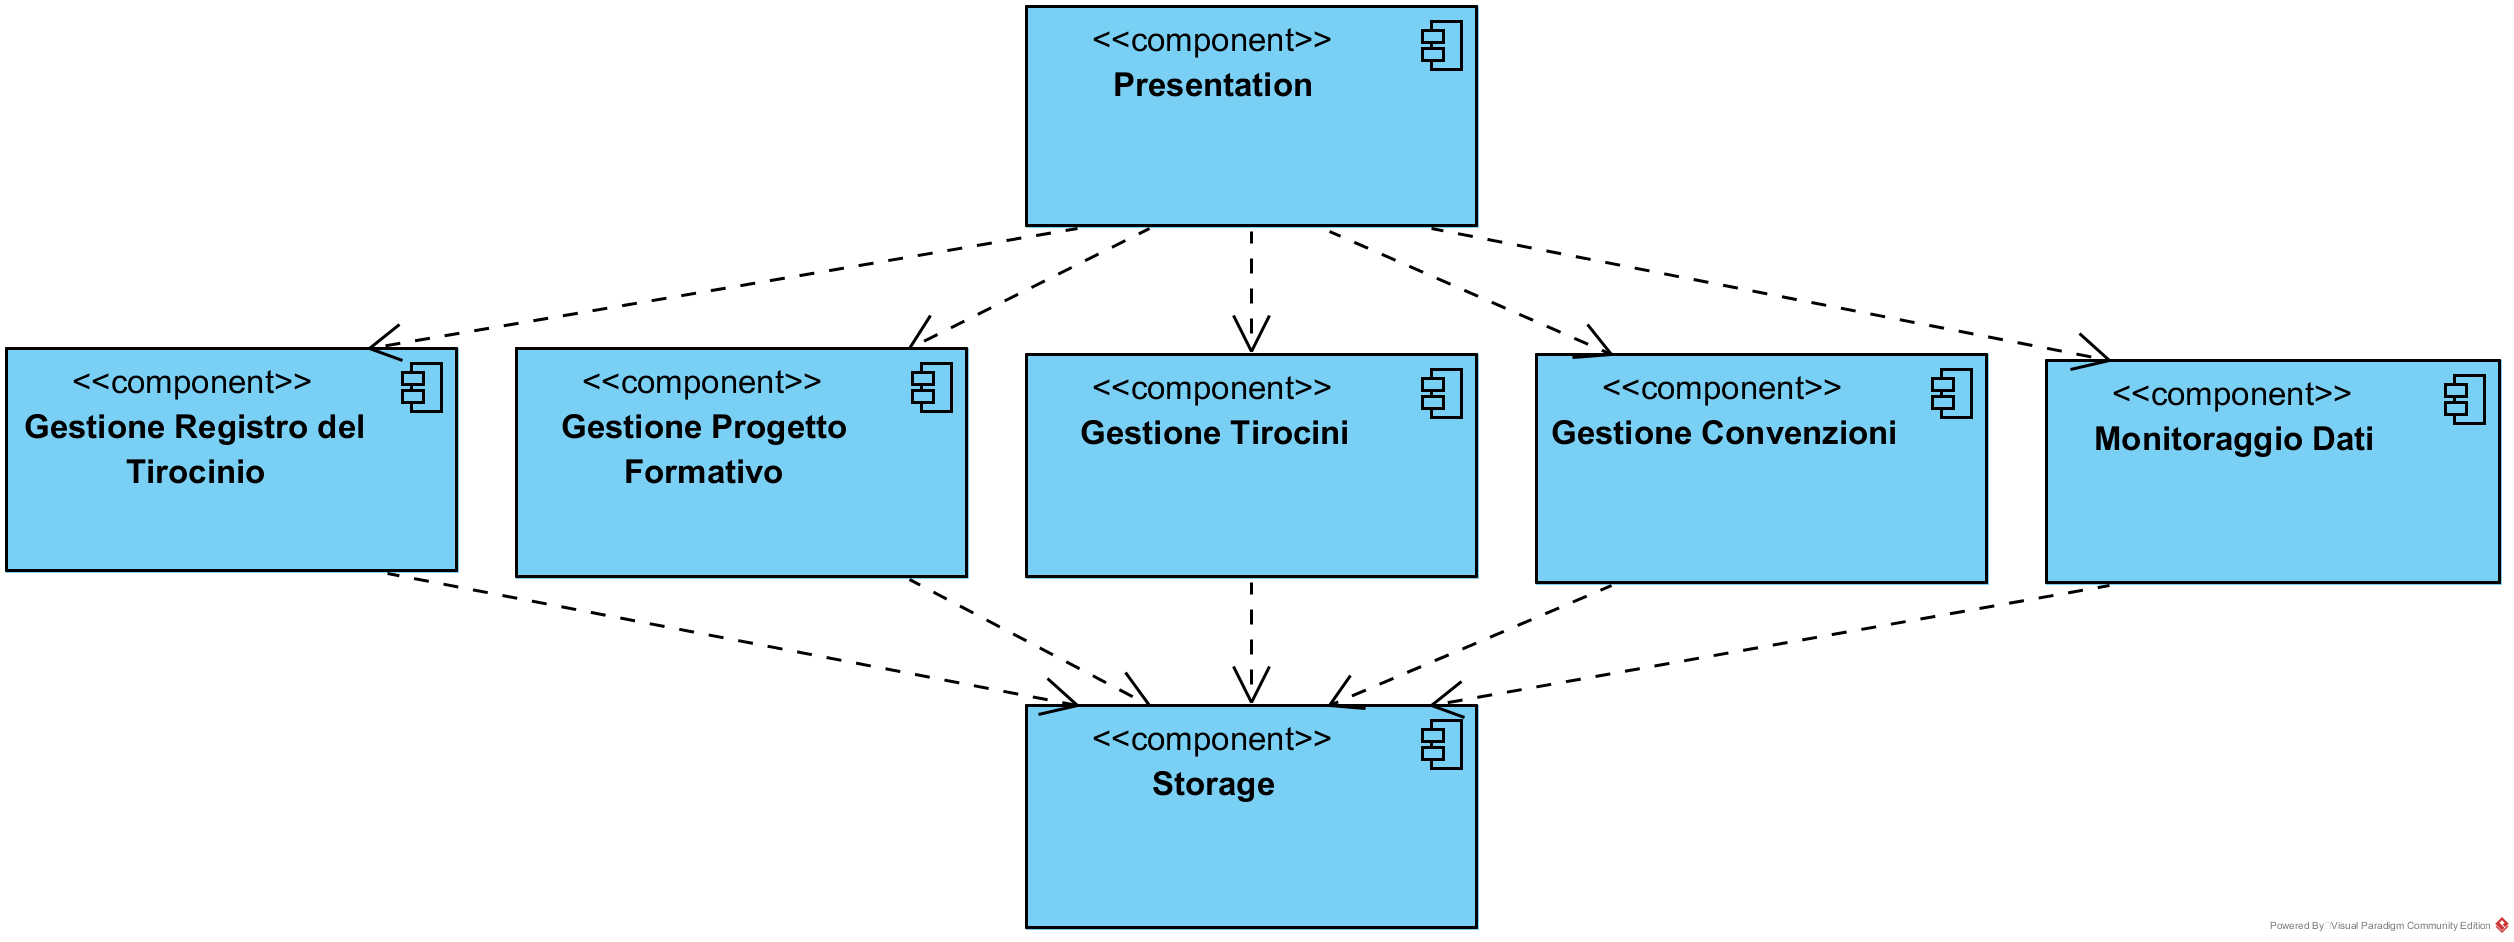 <<component>>
Presentation
<<component>>
Gestione Registro del
Tirocinio
<<component>>
Gestione Progetto
Formativo
<<component>>
Gestione Tirocini
<<component>>
Gestione Convenzioni
<<component>>
Monitoraggio Dati
<<component>>
Storage
Powered By Visual Paradigm Community Edition